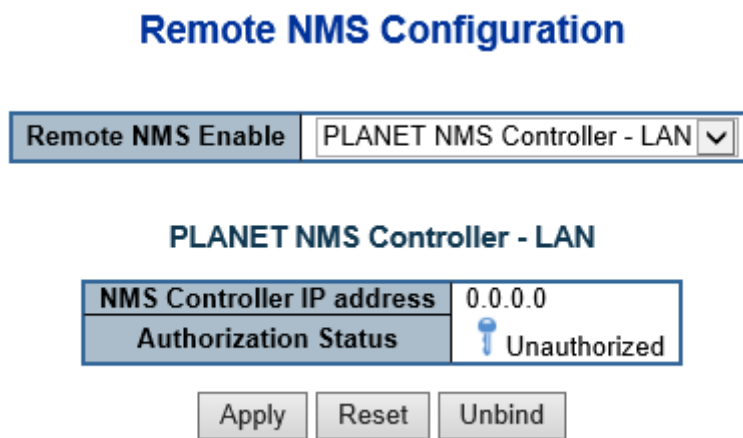 Remote NMS Configuration
Remote NMS Enable PLANET NMS Controller - LAN
PLANET NMS Controller - LAN
NMS Controller IP address 0.0.0.0
Authorization Status Unauthorized
Apply Reset Unbind